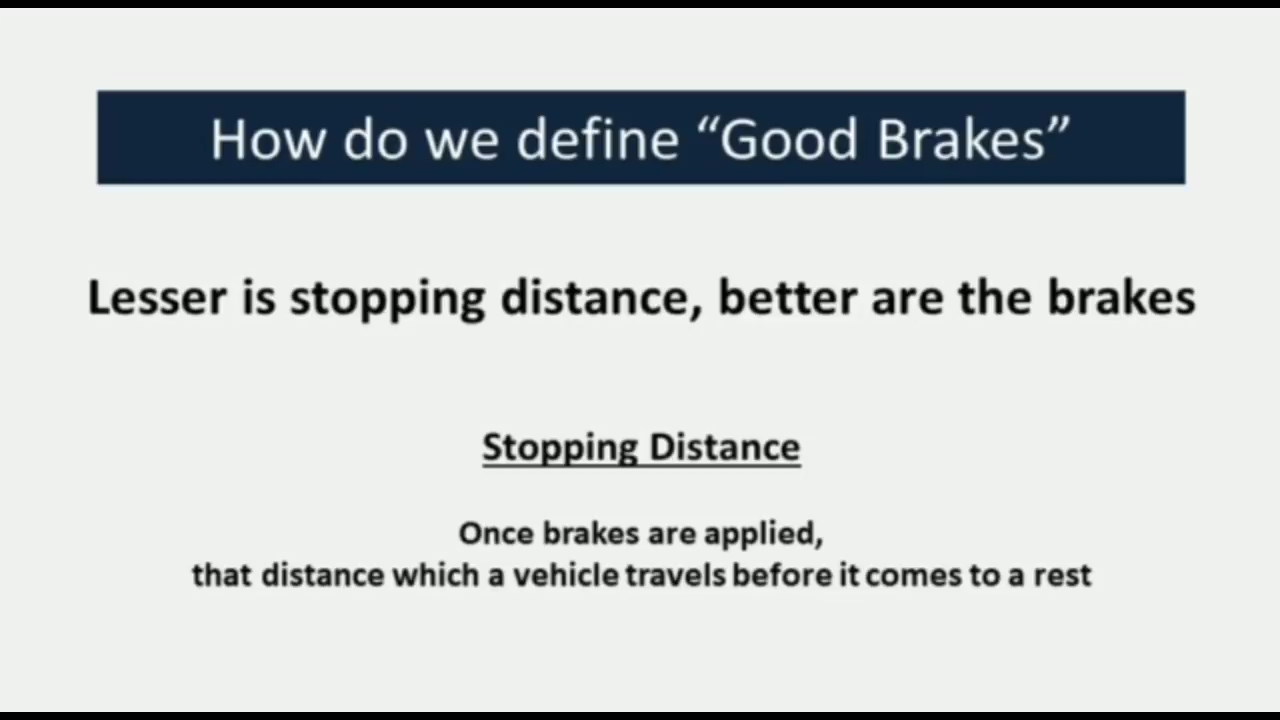 How do we define “Good Brakes”
Lesser is stopping distance, better are the brakes
Stopping Distance
Once brakes are applied,
that distance which a vehicle travels before it comes to a rest